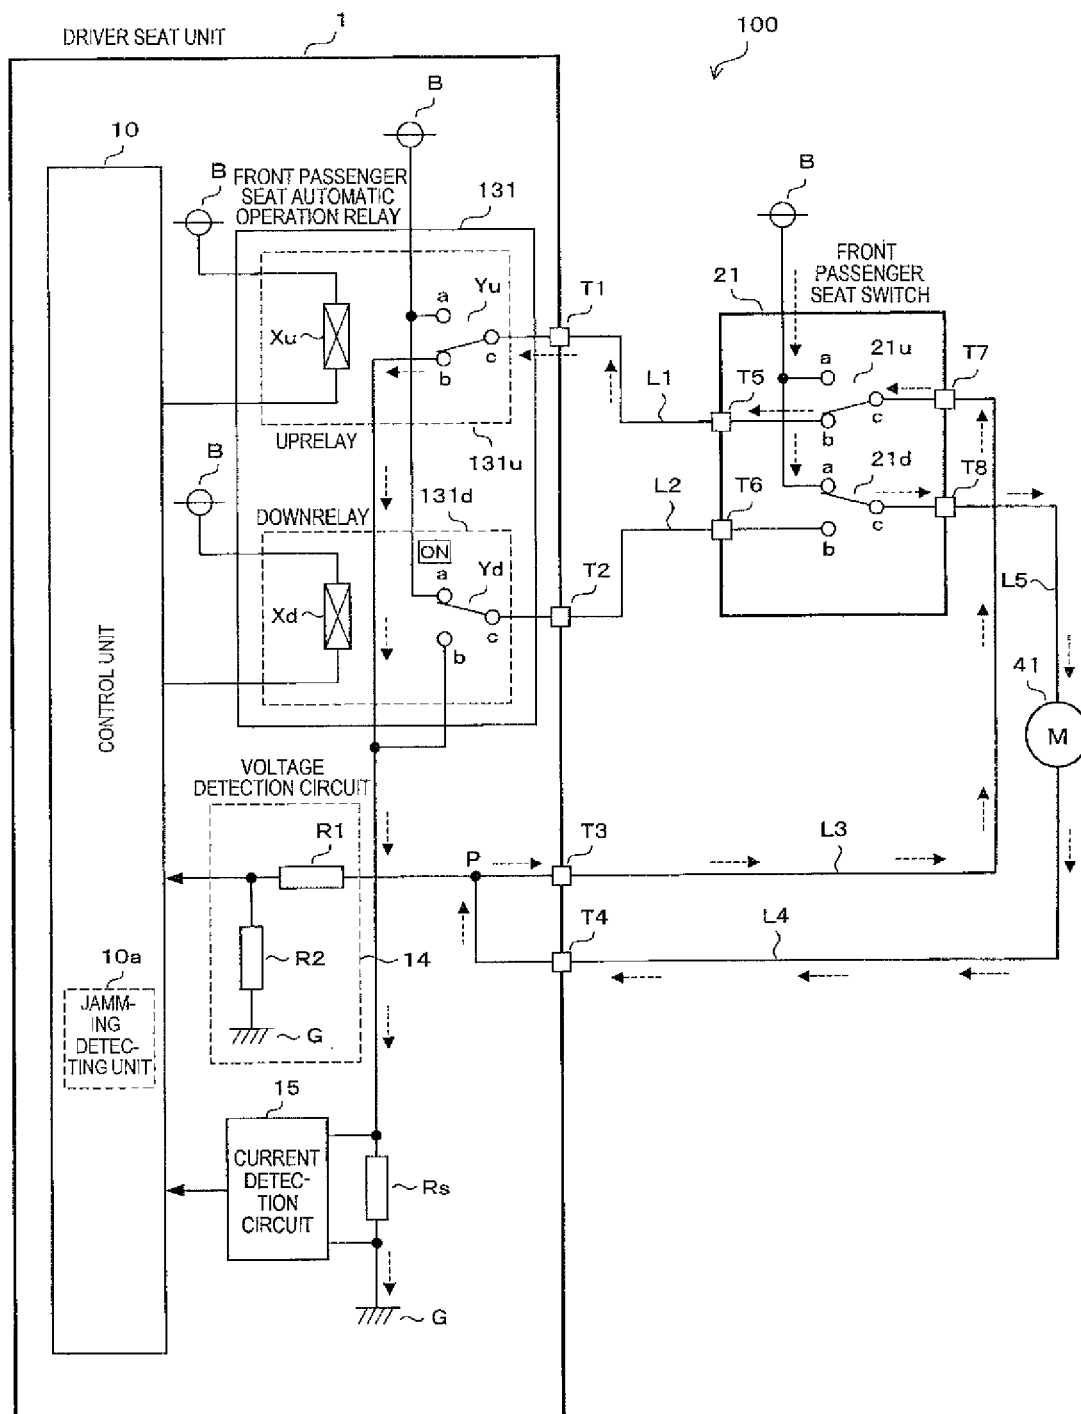 DRIVER SEAT UNIT
1
100
B
10
B
FRONT PASSENGER
SEAT AUTOMATIC
OPERATION RELAY
131
B
FRONT
PASSENGER
SEAT SWITCH
21
Xu
a
Yu
b
c
T1
UPRELAY
131u
L1
T5
a
21u
b
c
T7
B
DOWNRELAY
131d
ON
a
Yd
b
c
Xd
T2
L2
T6
a
21d
b
c
T8
L5
41
M
CONTROL UNIT
VOLTAGE
DETECTION CIRCUIT
R1
P
T3
L3
R2
14
T4
L4
G
10a
JAMM-
ING
DETEC-
TING UNIT
15
CURRENT
DETEC-
TION
CIRCUIT
Rs
G